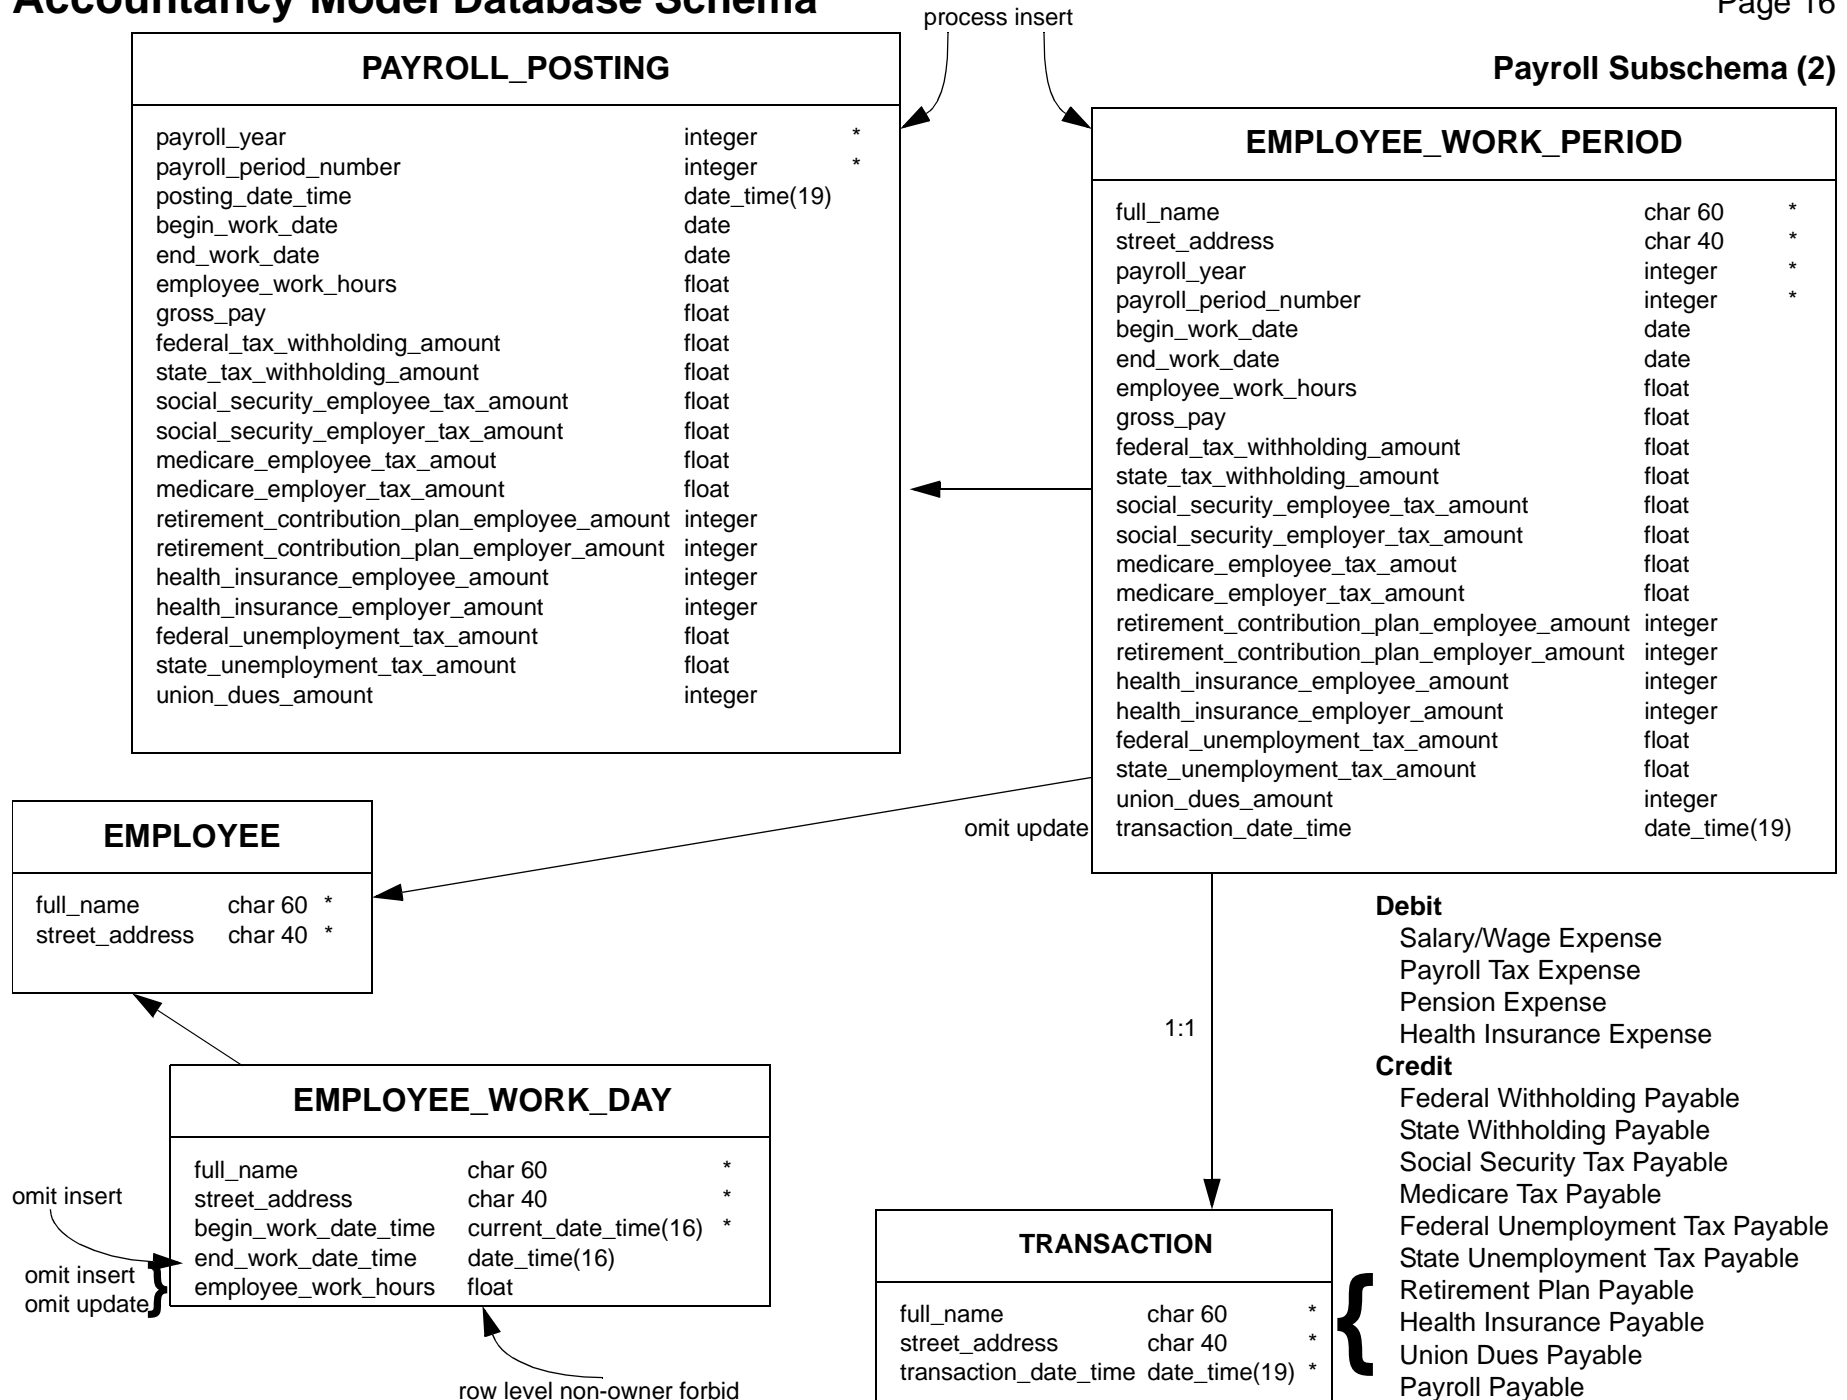 Accountancy Model Database Schema
Page 16
process insert
Payroll Subschema (2)
PAYROLL_POSTING
payroll_year integer *
payroll_period_number integer *
posting_date_time date_time(19)
begin_work_date date
end_work_date date
employee_work_hours float
gross_pay float
federal_tax_withholding_amount float
state_tax_withholding_amount float
social_security_employee_tax_amount float
social_security_employer_tax_amount float
medicare_employee_tax_amout float
medicare_employer_tax_amount float
retirement_contribution_plan_employee_amount integer
retirement_contribution_plan_employer_amount integer
health_insurance_employee_amount integer
health_insurance_employer_amount integer
federal_unemployment_tax_amount float
state_unemployment_tax_amount float
union_dues_amount integer
EMPLOYEE_WORK_PERIOD
full_name char 60 *
street_address char 40 *
payroll_year integer *
payroll_period_number integer *
begin_work_date date
end_work_date date
employee_work_hours float
gross_pay float
federal_tax_withholding_amount float
state_tax_withholding_amount float
social_security_employee_tax_amount float
social_security_employer_tax_amount float
medicare_employee_tax_amout float
medicare_employer_tax_amount float
retirement_contribution_plan_employee_amount integer
retirement_contribution_plan_employer_amount integer
health_insurance_employee_amount integer
health_insurance_employer_amount integer
federal_unemployment_tax_amount float
state_unemployment_tax_amount float
union_dues_amount integer
omit update
transaction_date_time date_time(19)
EMPLOYEE
full_name char 60 *
street_address char 40 *
1:1
EMPLOYEE_WORK_DAY
full_name char 60 *
street_address char 40 *
begin_work_date_time current_date_time(16) *
end_work_date_time date_time(16)
employee_work_hours float
omit insert
omit insert
omit update
}
row level non-owner forbid
TRANSACTION
full_name char 60 *
street_address char 40 *
transaction_date_time date_time(19) *
{
Debit
Salary/Wage Expense
Payroll Tax Expense
Pension Expense
Health Insurance Expense
Credit
Federal Withholding Payable
State Withholding Payable
Social Security Tax Payable
Medicare Tax Payable
Federal Unemployment Tax Payable
State Unemployment Tax Payable
Retirement Plan Payable
Health Insurance Payable
Union Dues Payable
Payroll Payable